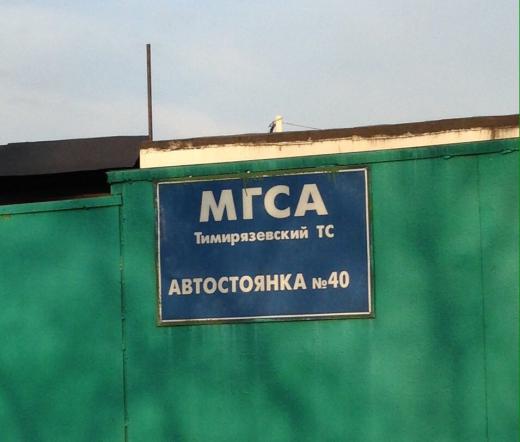 МГСА
Тимирязевский ТС
АВТОСТОЯНКА №40